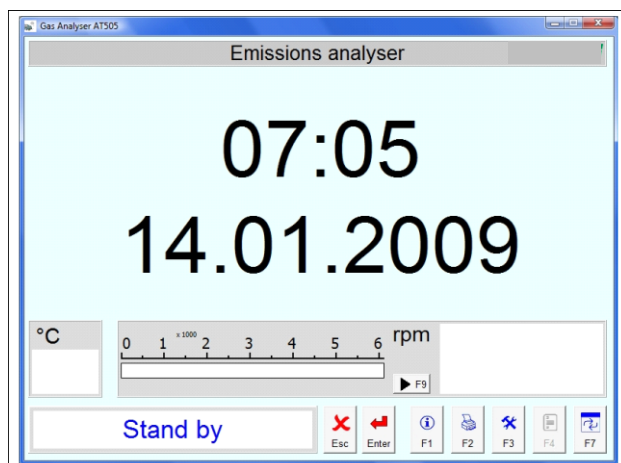 Gas Analyser AT505
Emissions analyser
07:05
14.01.2009
°C
0 1 x 1000 2 3 4 5 6 rpm
F9
Stand by
Esc Enter F1 F2 F3 F4 F7